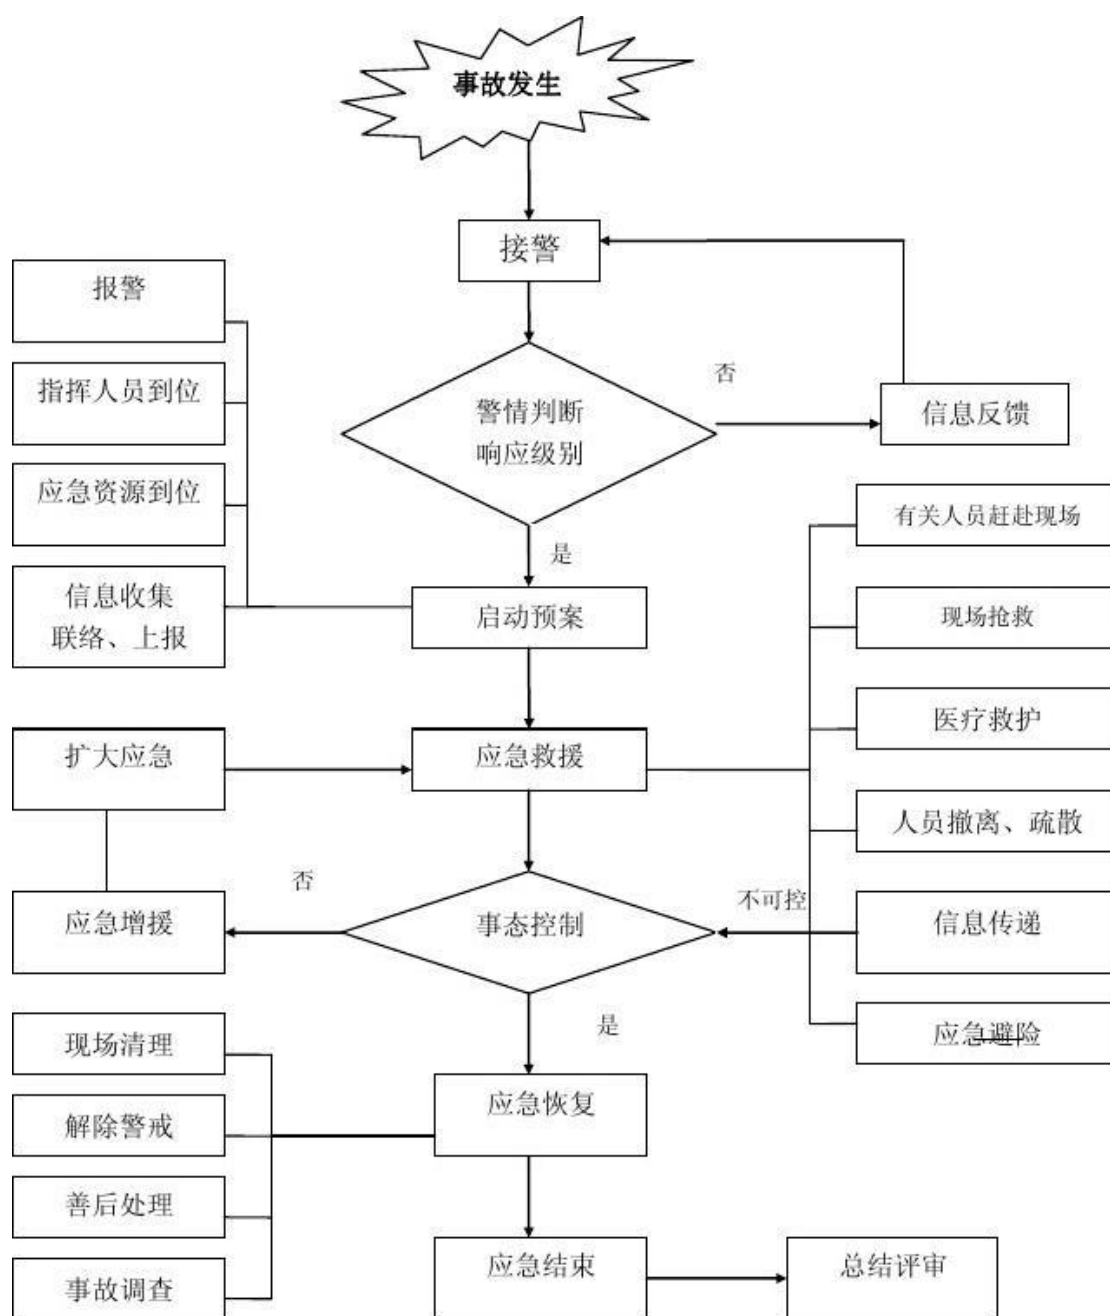 事故发生
接警
报警
指挥人员到位
否
信息反馈
警情判断
响应级别
应急资源到位
有关人员赶赴现场
是
信息收集
联络、上报
启动预案
现场抢救
扩大应急
应急救援
医疗救护
人员撤离、疏散
否
不可控
应急增援
事态控制
信息传递
是
现场清理
应急避险
应急恢复
解除警戒
善后处理
应急结束
总结评审
事故调查